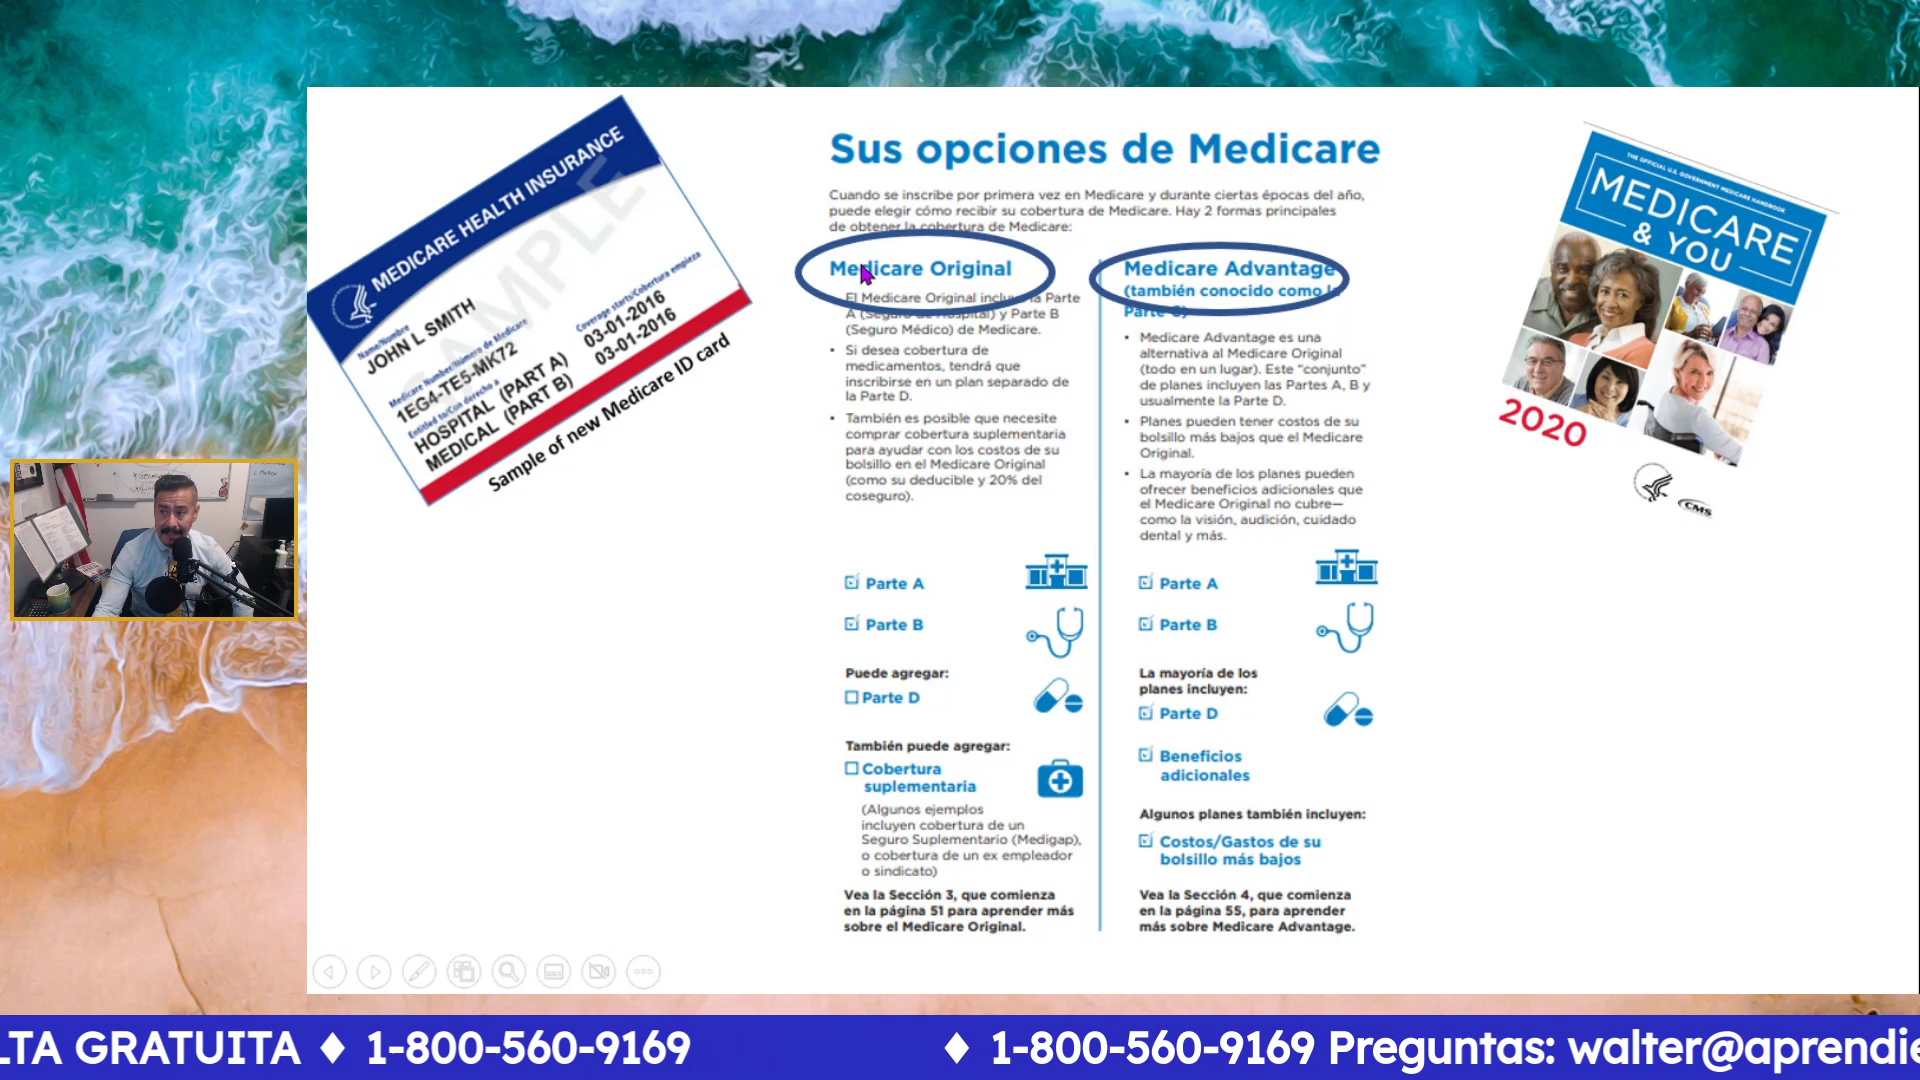 MEDICARE HEALTH INSURANCE
SAMPLE
Name/Nombre
JOHN L SMITH
Medicare Number/Número de Medicare
1EG4-TE5-MK72
Entitled to/Con derecho a
HOSPITAL (PART A)
MEDICAL (PART B)
Coverage starts/Cobertura empieza
03-01-2016
03-01-2016
Sample of new Medicare ID card
Sus opciones de Medicare
Cuando se inscribe por primera vez en Medicare y durante ciertas épocas del año,
puede elegir cómo recibir su cobertura de Medicare. Hay 2 formas principales
de obtener la cobertura de Medicare:
Medicare Original
El Medicare Original incluye la Parte
A (Seguro de Hospital) y Parte B
(Seguro Médico) de Medicare.
• Si desea cobertura de
medicamentos, tendrá que
inscribirse en un plan separado de
la Parte D.
• También es posible que necesite
comprar cobertura suplementaria
para ayudar con los costos de su
bolsillo en el Medicare Original
(como su deducible y 20% del
coseguro).
Parte A
Parte B
Puede agregar:
Parte D
También puede agregar:
Cobertura
suplementaria
(Algunos ejemplos
incluyen cobertura de un
Seguro Suplementario (Medigap),
o cobertura de un ex empleador
o sindicato)
Vea la Sección 3, que comienza
en la página 51 para aprender más
sobre el Medicare Original.
Medicare Advantage
(también conocido como la
Parte C)
• Medicare Advantage es una
alternativa al Medicare Original
(todo en un lugar). Este “conjunto”
de planes incluyen las Partes A, B y
usualmente la Parte D.
• Planes pueden tener costos de su
bolsillo más bajos que el Medicare
Original.
• La mayoría de los planes pueden
ofrecer beneficios adicionales que
el Medicare Original no cubre—
como la visión, audición, cuidado
dental y más.
Parte A
Parte B
La mayoría de los
planes incluyen:
Parte D
Beneficios
adicionales
Algunos planes también incluyen:
Costos/Gastos de su
bolsillo más bajos
Vea la Sección 4, que comienza
en la página 55, para aprender
más sobre Medicare Advantage.
THE OFFICIAL U.S. GOVERNMENT MEDICARE HANDBOOK
MEDICARE
& YOU
2020
CMS
LTA GRATUITA ♦ 1-800-560-9169 ♦ 1-800-560-9169 Preguntas: walter@aprendie